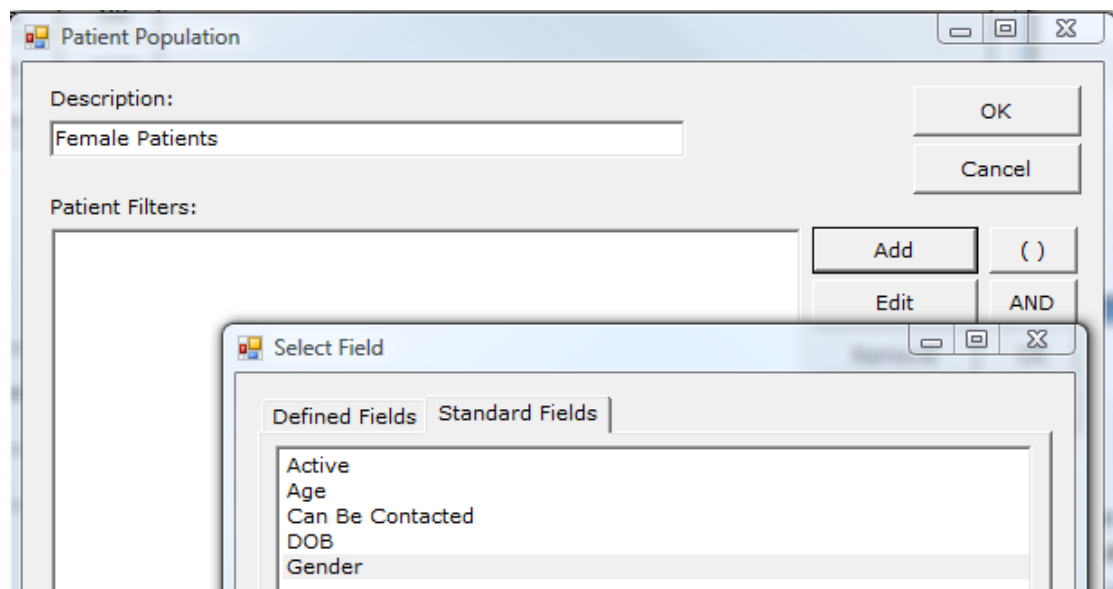 Patient Population
Description:
OK
Female Patients
Cancel
Patient Filters:
Add
( )
Edit
AND
Select Field
Defined Fields
Standard Fields
Active
Age
Can Be Contacted
DOB
Gender